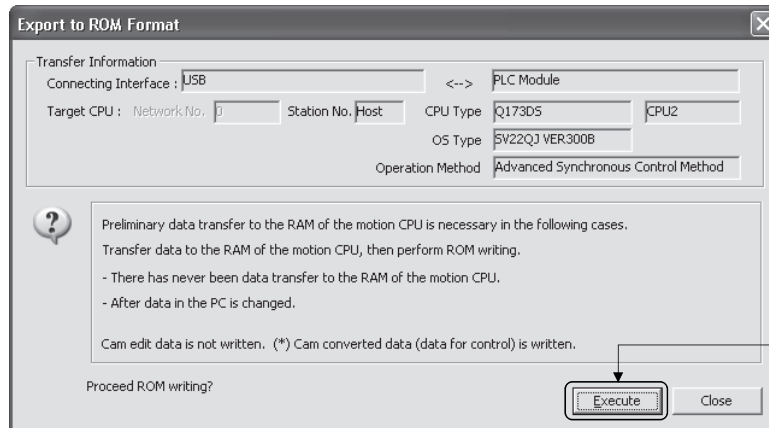 Export to ROM Format
Transfer Information
Connecting Interface : USB <--> PLC Module
Target CPU : Network No. 0 Station No. Host CPU Type Q173DS CPU2
OS Type SV22QJ VER300B
Operation Method Advanced Synchronous Control Method
Preliminary data transfer to the RAM of the motion CPU is necessary in the following cases.
Transfer data to the RAM of the motion CPU, then perform ROM writing.
- There has never been data transfer to the RAM of the motion CPU.
- After data in the PC is changed.
Cam edit data is not written. (*) Cam converted data (data for control) is written.
Proceed ROM writing?
Execute Close